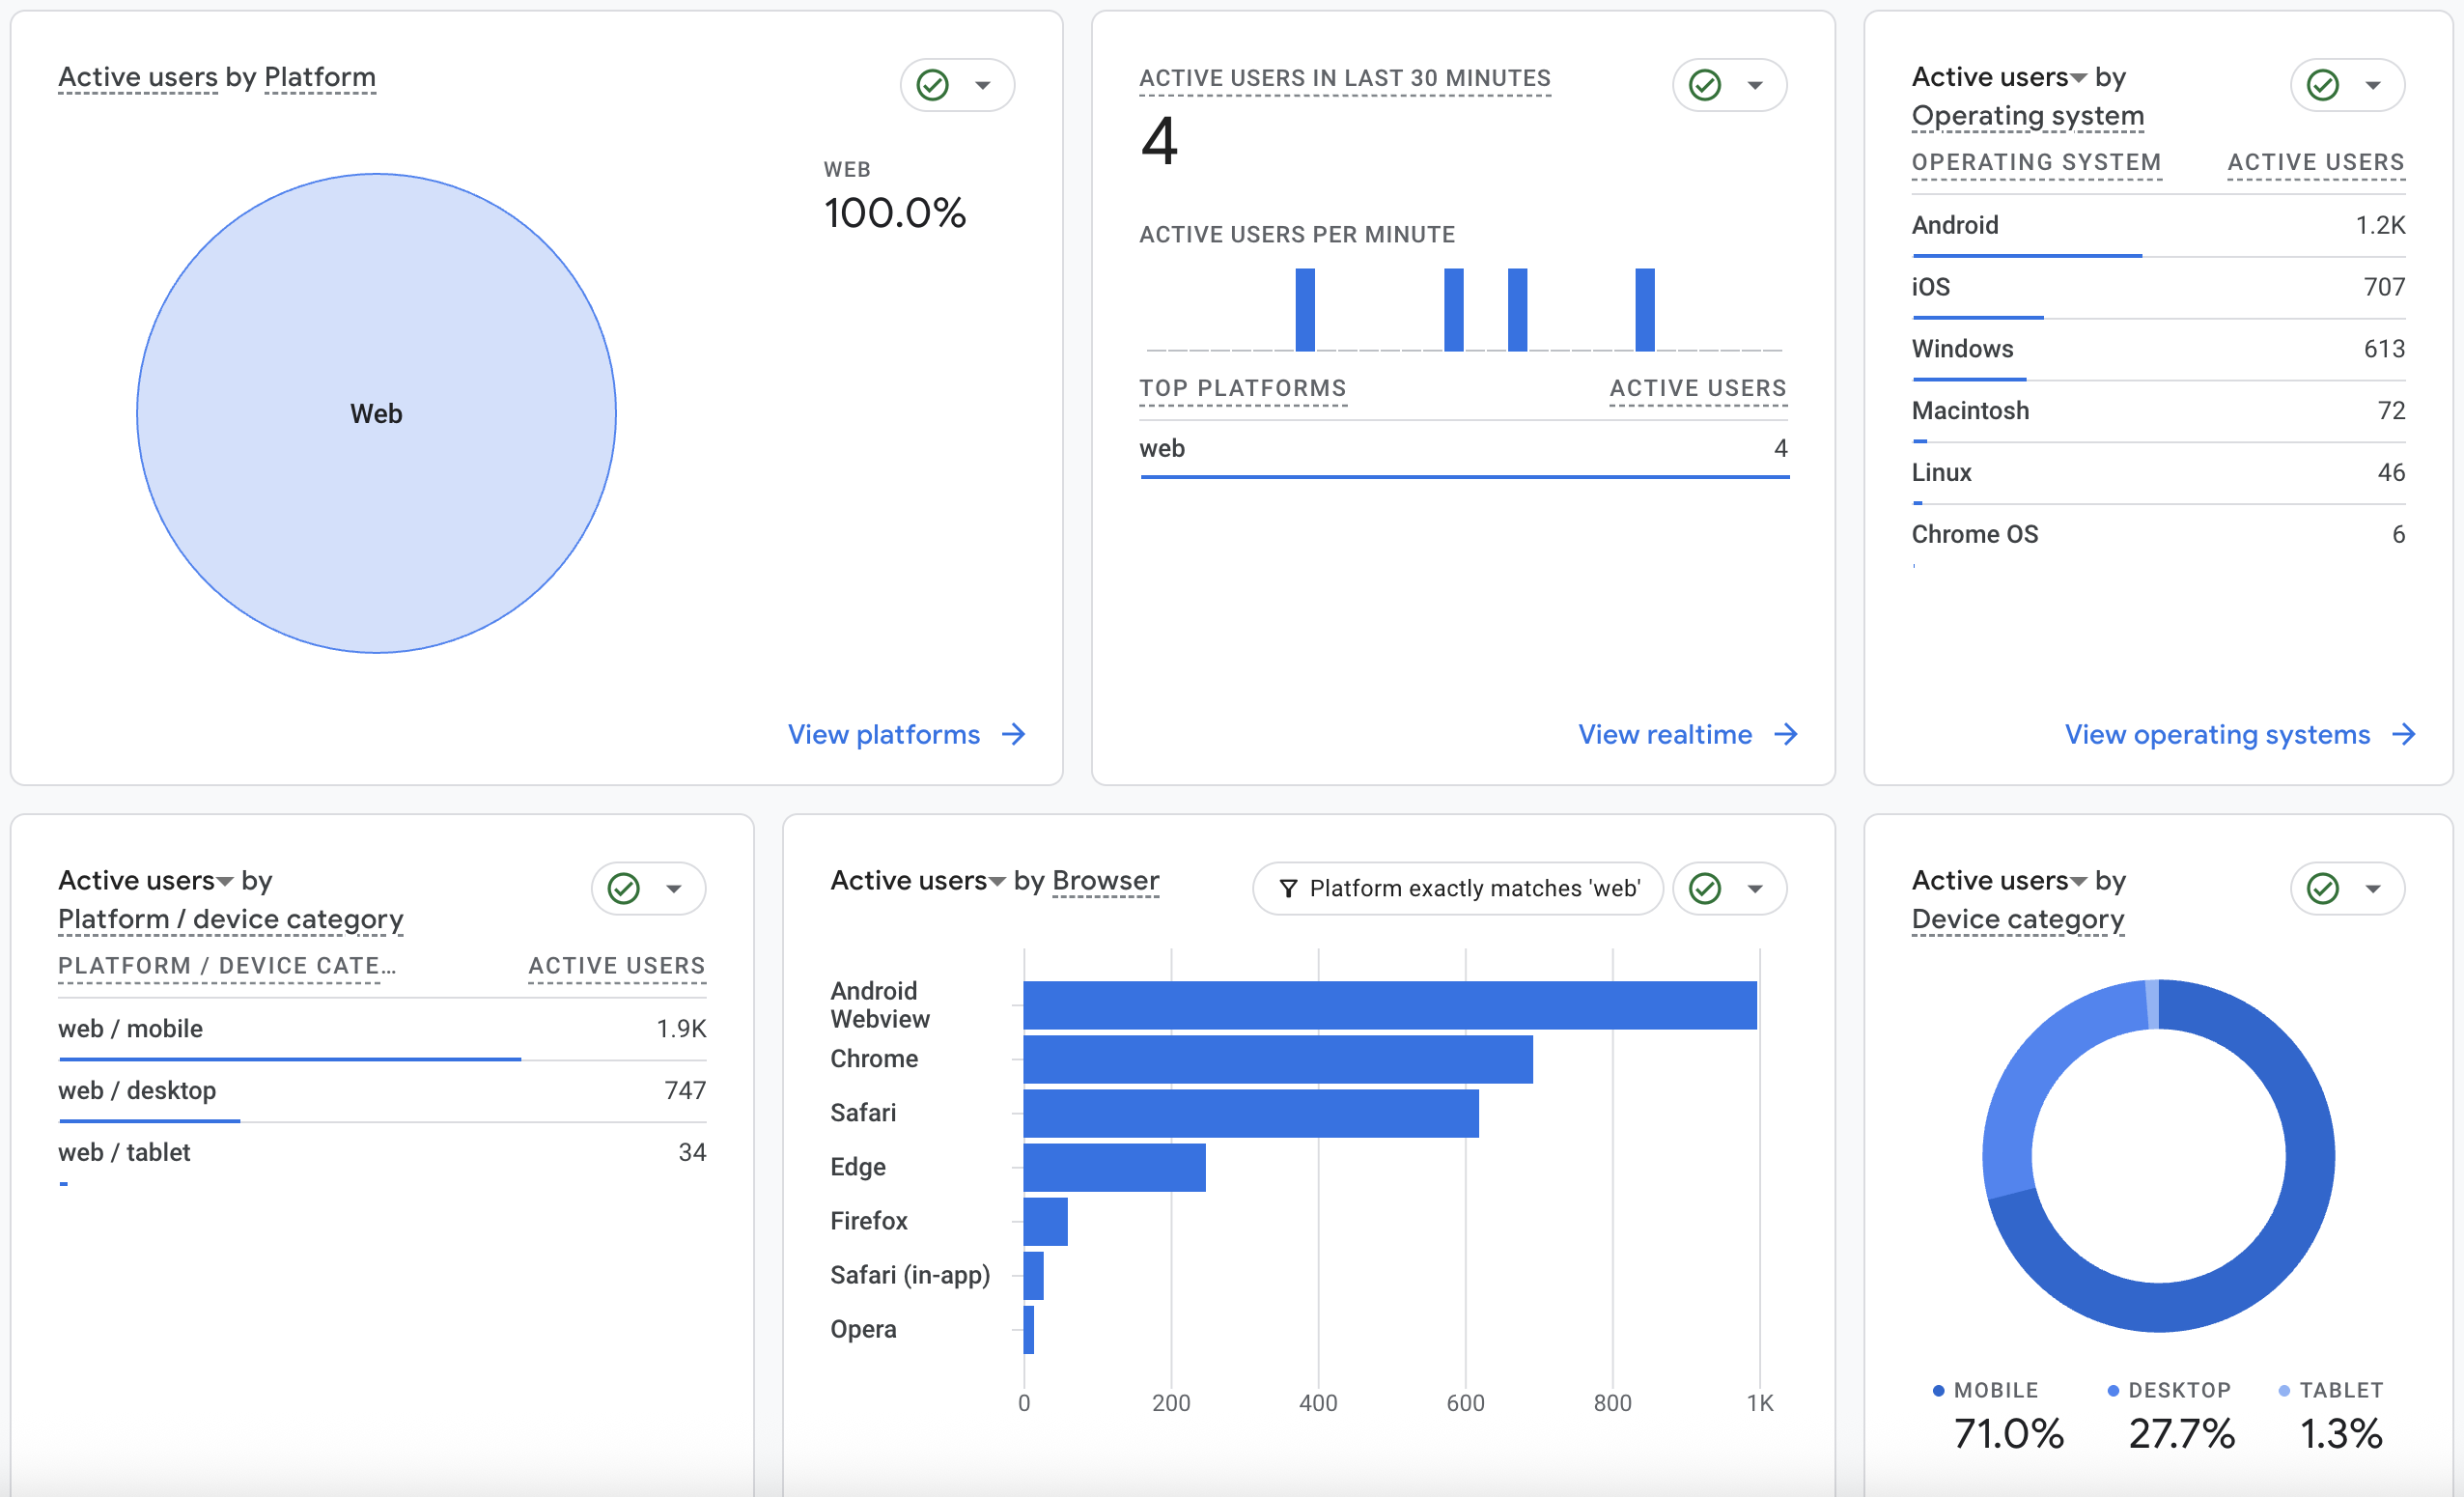 Active users by Platform
WEB
100.0%
Web
View platforms
ACTIVE USERS IN LAST 30 MINUTES
4
ACTIVE USERS PER MINUTE
TOP PLATFORMS ACTIVE USERS
web 4
View realtime
Active users by
Operating system
OPERATING SYSTEM ACTIVE USERS
Android 1.2K
iOS 707
Windows 613
Macintosh 72
Linux 46
Chrome OS 6
View operating systems
Active users by
Platform / device category
PLATFORM / DEVICE CATE… ACTIVE USERS
web / mobile 1.9K
web / desktop 747
web / tablet 34
Active users by Browser
Platform exactly matches 'web'
Android
Webview
Chrome
Safari
Edge
Firefox
Safari (in-app)
Opera
0 200 400 600 800 1K
Active users by
Device category
MOBILE DESKTOP TABLET
71.0% 27.7% 1.3%